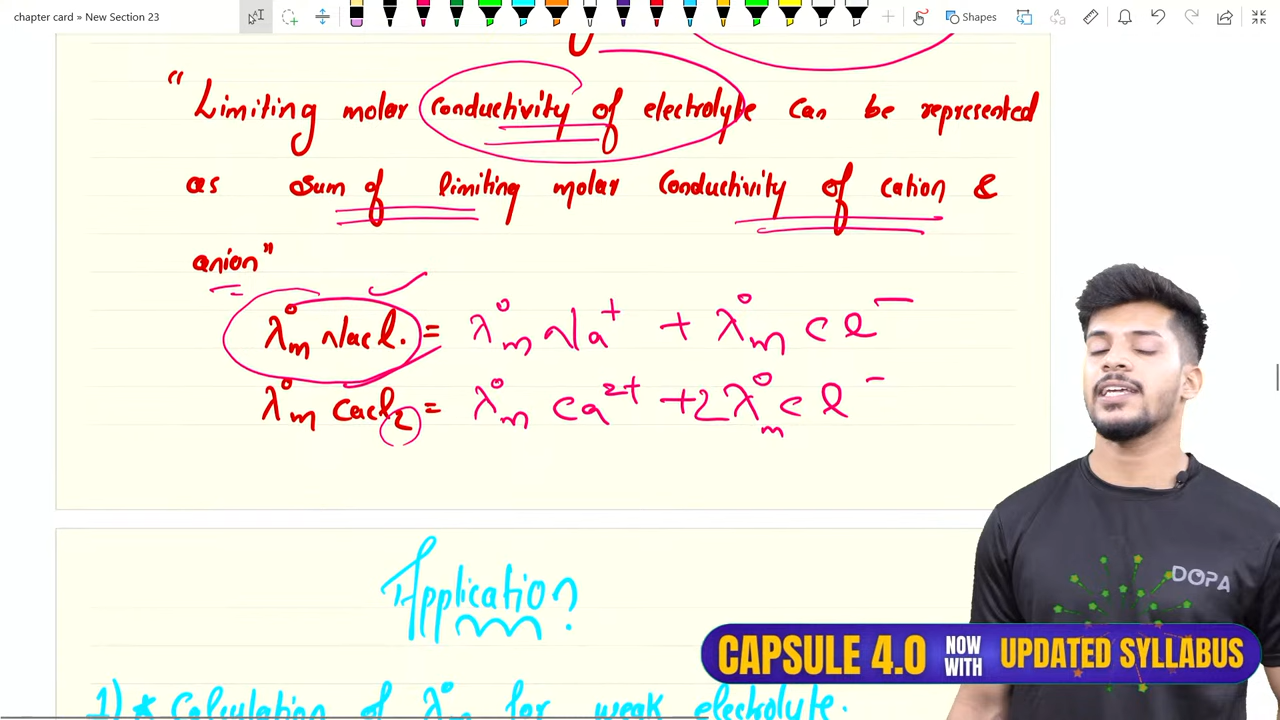 chapter card » New Section 23
Shapes
"Limiting molar conductivity of electrolyte can be represented
as sum of limiting molar conductivity of cation &
anion"
λ°m Nacl. = λ°m Na+ + λ°m cl−
λ°m cacl2 = λ°m ca2+ + 2λ°m cl−
Application
DOPA
CAPSULE 4.0 NOW WITH UPDATED SYLLABUS
1) * Calculation of λ°m for weak electrolyte.